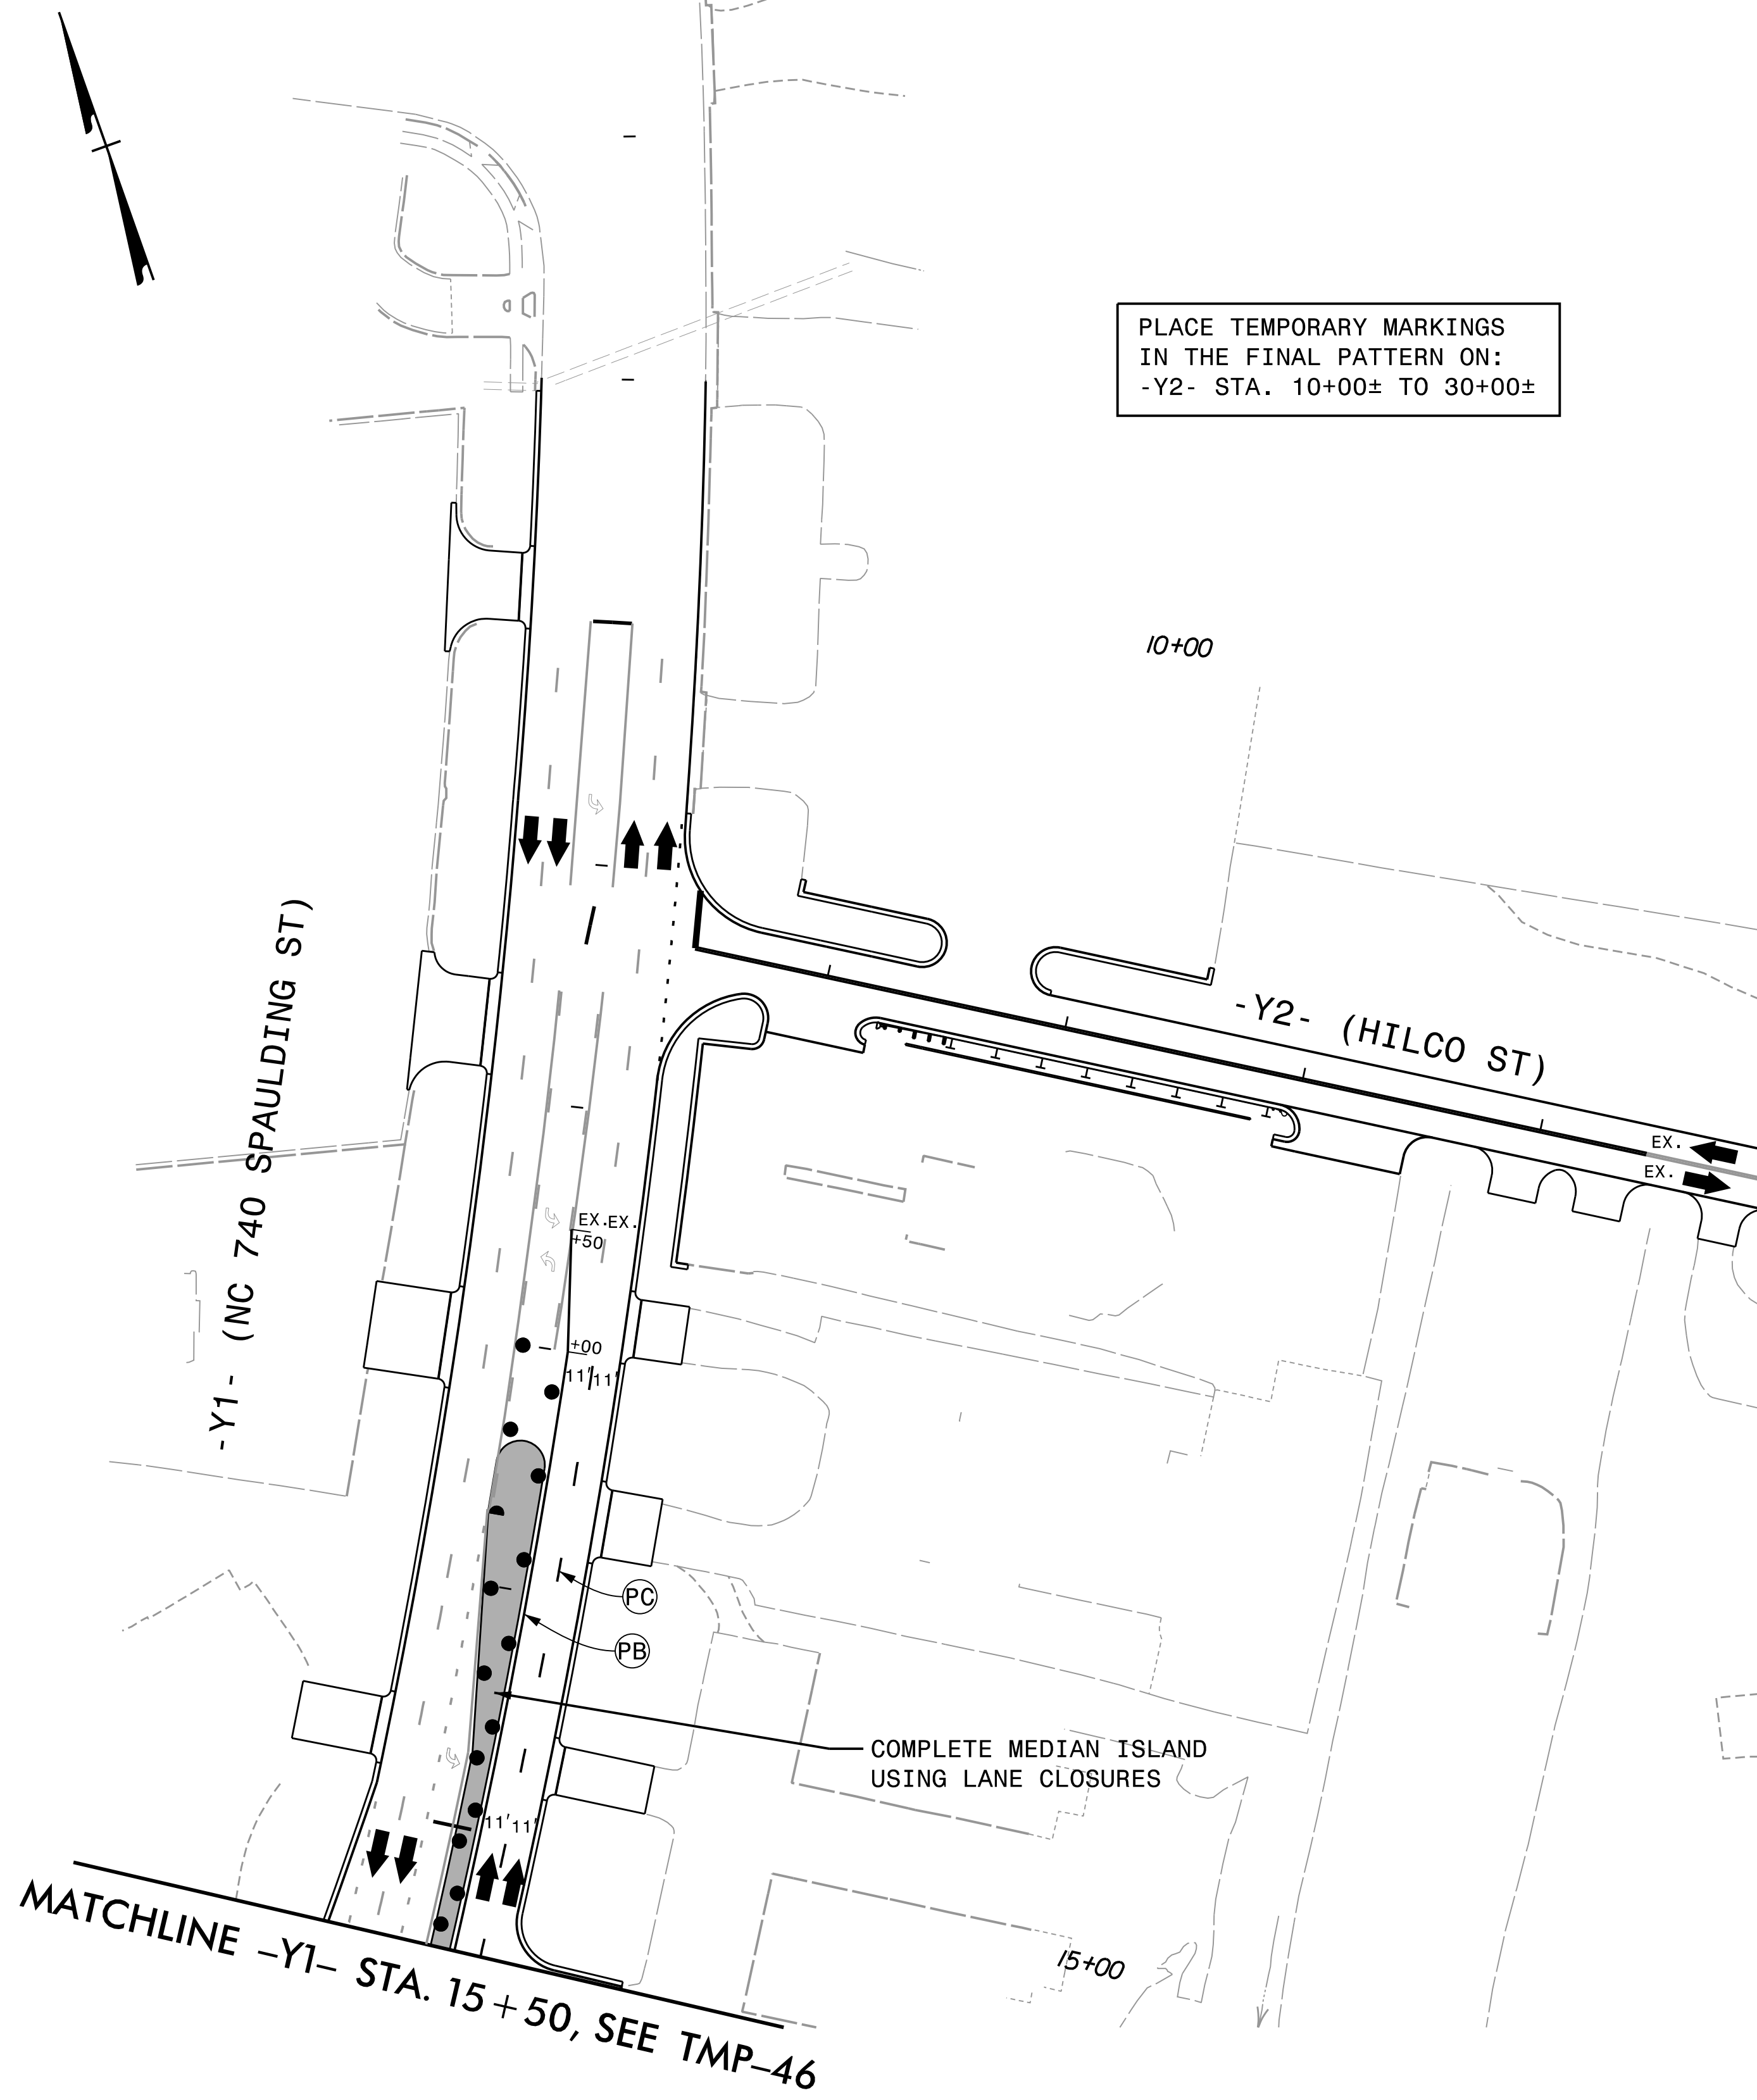 PLACE TEMPORARY MARKINGS
IN THE FINAL PATTERN ON:
-Y2- STA. 10+00± TO 30+00±
10+00
-Y1- (NC 740 SPAULDING ST)
-Y2- (HILCO ST)
EX.
EX.
EX. EX.
+50
+00
11' 11'
PC
PB
COMPLETE MEDIAN ISLAND
USING LANE CLOSURES
11' 11'
15+00
MATCHLINE –Y1– STA. 15+50, SEE TMP–46